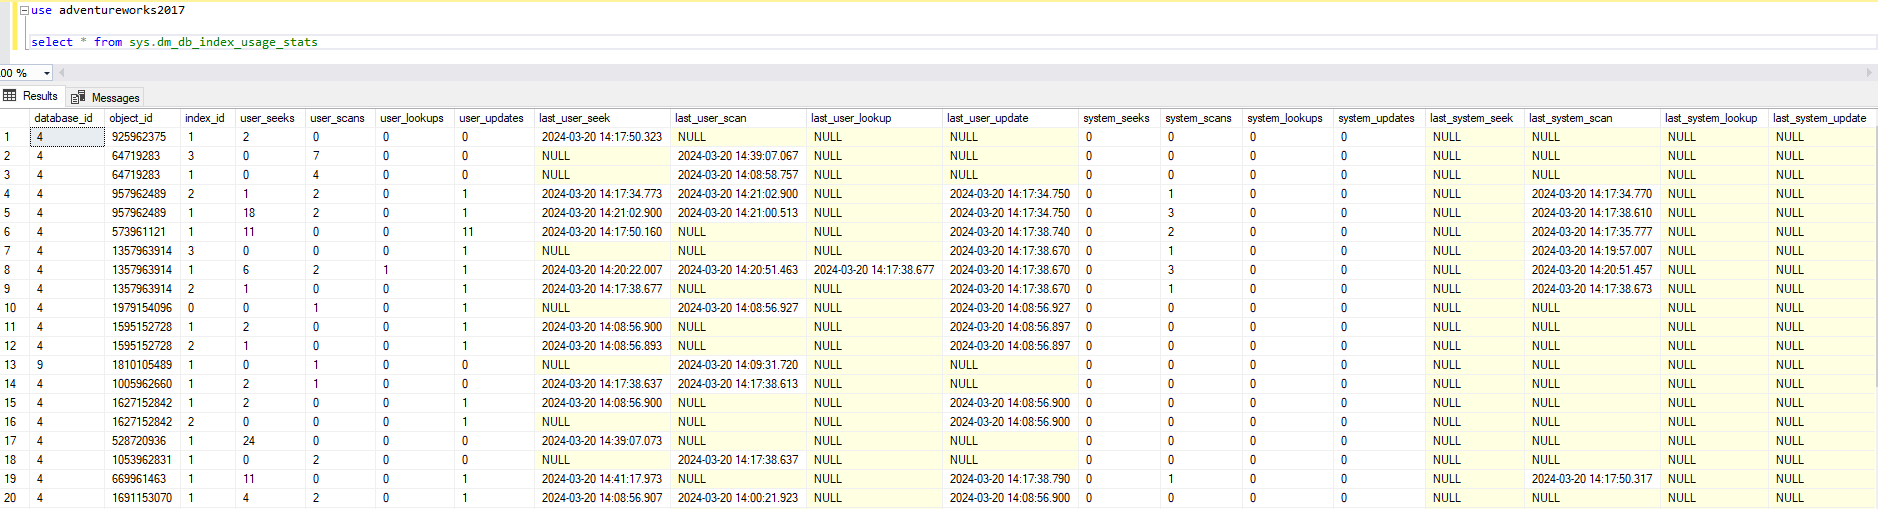 use adventureworks2017
select * from sys.dm_db_index_usage_stats
00 %
Results Messages
database_id object_id index_id user_seeks user_scans user_lookups user_updates last_user_seek last_user_scan last_user_lookup last_user_update system_seeks system_scans system_lookups system_updates last_system_seek last_system_scan last_system_lookup last_system_update
1 4 925962375 1 2 0 0 0 2024-03-20 14:17:50.323 NULL NULL NULL 0 0 0 0 NULL NULL NULL NULL
2 4 64719283 3 0 7 0 0 NULL 2024-03-20 14:39:07.067 NULL NULL 0 0 0 0 NULL NULL NULL NULL
3 4 64719283 1 0 4 0 0 NULL 2024-03-20 14:08:58.757 NULL NULL 0 0 0 0 NULL NULL NULL NULL
4 4 957962489 2 1 2 0 1 2024-03-20 14:17:34.773 2024-03-20 14:21:02.900 NULL 2024-03-20 14:17:34.750 0 1 0 0 NULL 2024-03-20 14:17:34.770 NULL NULL
5 4 957962489 1 18 2 0 1 2024-03-20 14:21:02.900 2024-03-20 14:21:00.513 NULL 2024-03-20 14:17:34.750 0 3 0 0 NULL 2024-03-20 14:17:38.610 NULL NULL
6 4 573961121 1 11 0 0 11 2024-03-20 14:17:50.160 NULL NULL 2024-03-20 14:17:38.740 0 2 0 0 NULL 2024-03-20 14:17:35.777 NULL NULL
7 4 1357963914 3 0 0 0 1 NULL NULL NULL 2024-03-20 14:17:38.670 0 1 0 0 NULL 2024-03-20 14:19:57.007 NULL NULL
8 4 1357963914 1 6 2 1 1 2024-03-20 14:20:22.007 2024-03-20 14:20:51.463 2024-03-20 14:17:38.677 2024-03-20 14:17:38.670 0 3 0 0 NULL 2024-03-20 14:20:51.457 NULL NULL
9 4 1357963914 2 1 0 0 1 2024-03-20 14:17:38.677 NULL NULL 2024-03-20 14:17:38.670 0 1 0 0 NULL 2024-03-20 14:17:38.673 NULL NULL
10 4 1979154096 0 0 1 0 1 NULL 2024-03-20 14:08:56.927 NULL 2024-03-20 14:08:56.927 0 0 0 0 NULL NULL NULL NULL
11 4 1595152728 1 2 0 0 1 2024-03-20 14:08:56.900 NULL NULL 2024-03-20 14:08:56.897 0 0 0 0 NULL NULL NULL NULL
12 4 1595152728 2 1 0 0 1 2024-03-20 14:08:56.893 NULL NULL 2024-03-20 14:08:56.897 0 0 0 0 NULL NULL NULL NULL
13 9 1810105489 1 0 1 0 0 NULL 2024-03-20 14:09:31.720 NULL NULL 0 0 0 0 NULL NULL NULL NULL
14 4 1005962660 1 2 1 0 0 2024-03-20 14:17:38.637 2024-03-20 14:17:38.613 NULL NULL 0 0 0 0 NULL NULL NULL NULL
15 4 1627152842 1 2 0 0 1 2024-03-20 14:08:56.900 NULL NULL 2024-03-20 14:08:56.900 0 0 0 0 NULL NULL NULL NULL
16 4 1627152842 2 0 0 0 1 NULL NULL NULL 2024-03-20 14:08:56.900 0 0 0 0 NULL NULL NULL NULL
17 4 528720936 1 24 0 0 0 2024-03-20 14:39:07.073 NULL NULL NULL 0 0 0 0 NULL NULL NULL NULL
18 4 1053962831 1 0 2 0 0 NULL 2024-03-20 14:17:38.637 NULL NULL 0 0 0 0 NULL NULL NULL NULL
19 4 669961463 1 11 0 0 1 2024-03-20 14:41:17.973 NULL NULL 2024-03-20 14:17:38.790 0 1 0 0 NULL 2024-03-20 14:17:50.317 NULL NULL
20 4 1691153070 1 4 2 0 1 2024-03-20 14:08:56.907 2024-03-20 14:00:21.923 NULL 2024-03-20 14:08:56.900 0 0 0 0 NULL NULL NULL NULL